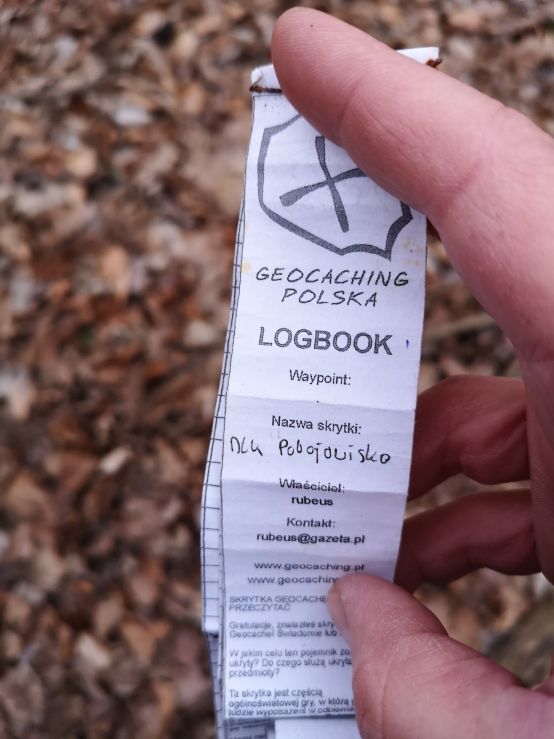 GEOCACHING
POLSKA
LOGBOOK
Waypoint:
Nazwa skrytki:
Pobojowisko
Właściciel:
rubeus
Kontakt:
rubeus@gazeta.pl
www.geocaching.pl
www.geocaching
SKRYTKA
PRZECZYTAĆ
Gratulacje, znalazłeś
Geocache! Świadomie lub
W jakim celu ten pojemnik
ukryty? Do czego służą
przedmioty?
Ta skrytka jest częścią
ogólnoświatowej gry, w którą
ludzie wyposażeni w